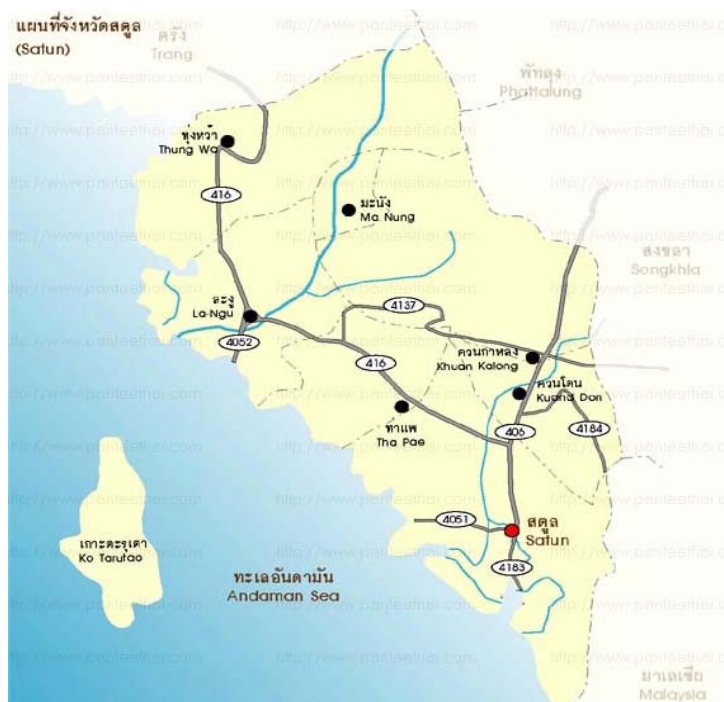 แผนที่จังหวัดสตูล
(Satun)
ตรัง
Trang
พัทลุง
Phattalung
ทุ่งหว้า
Thung Wa
416
มะนัง
Ma Nung
สงขลา
Songkhla
ละงู
La-Ngu
4137
4052
416
ควนกาหลง
Khuan Kalong
ควนโดน
Kuand Don
ท่าแพ
Tha Pae
406
4184
4051
สตูล
Satun
เกาะตะรุเตา
Ko Tarutao
4183
ทะเลอันดามัน
Andaman Sea
มาเลเซีย
Malaysia
http://www.panteethai.com